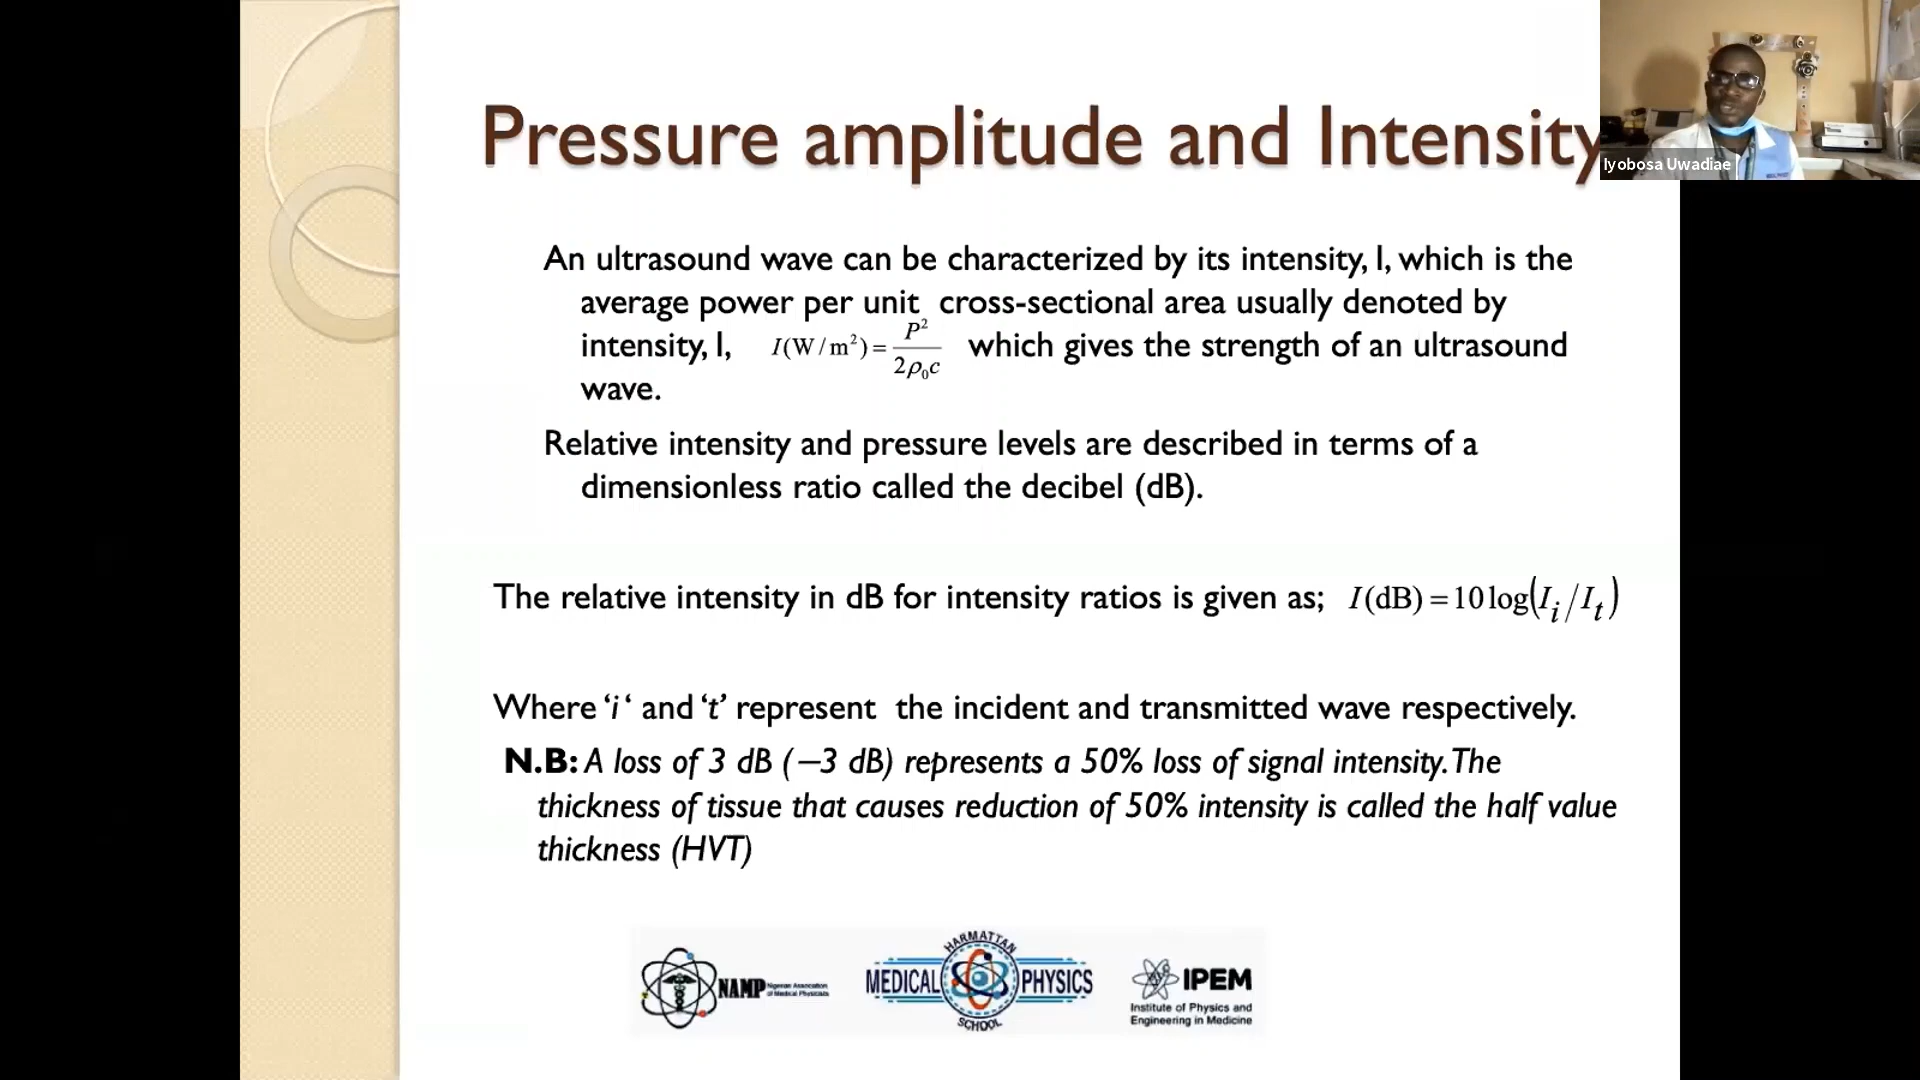 Pressure amplitude and Intensity
Iyobosa Uwadiae
An ultrasound wave can be characterized by its intensity, I, which is the
average power per unit cross-sectional area usually denoted by
intensity, I, I(W/m²) = P²/2ρ₀c which gives the strength of an ultrasound
wave.
Relative intensity and pressure levels are described in terms of a
dimensionless ratio called the decibel (dB).
The relative intensity in dB for intensity ratios is given as; I(dB) = 10log(Iᵢ/Iₜ)
Where ‘i‘ and ‘t’ represent the incident and transmitted wave respectively.
N.B: A loss of 3 dB (−3 dB) represents a 50% loss of signal intensity. The
thickness of tissue that causes reduction of 50% intensity is called the half value
thickness (HVT)
NAMP Nigerian Association
of Medical Physicists
HARMATTAN
MEDICAL PHYSICS
SCHOOL
IPEM
Institute of Physics and
Engineering in Medicine